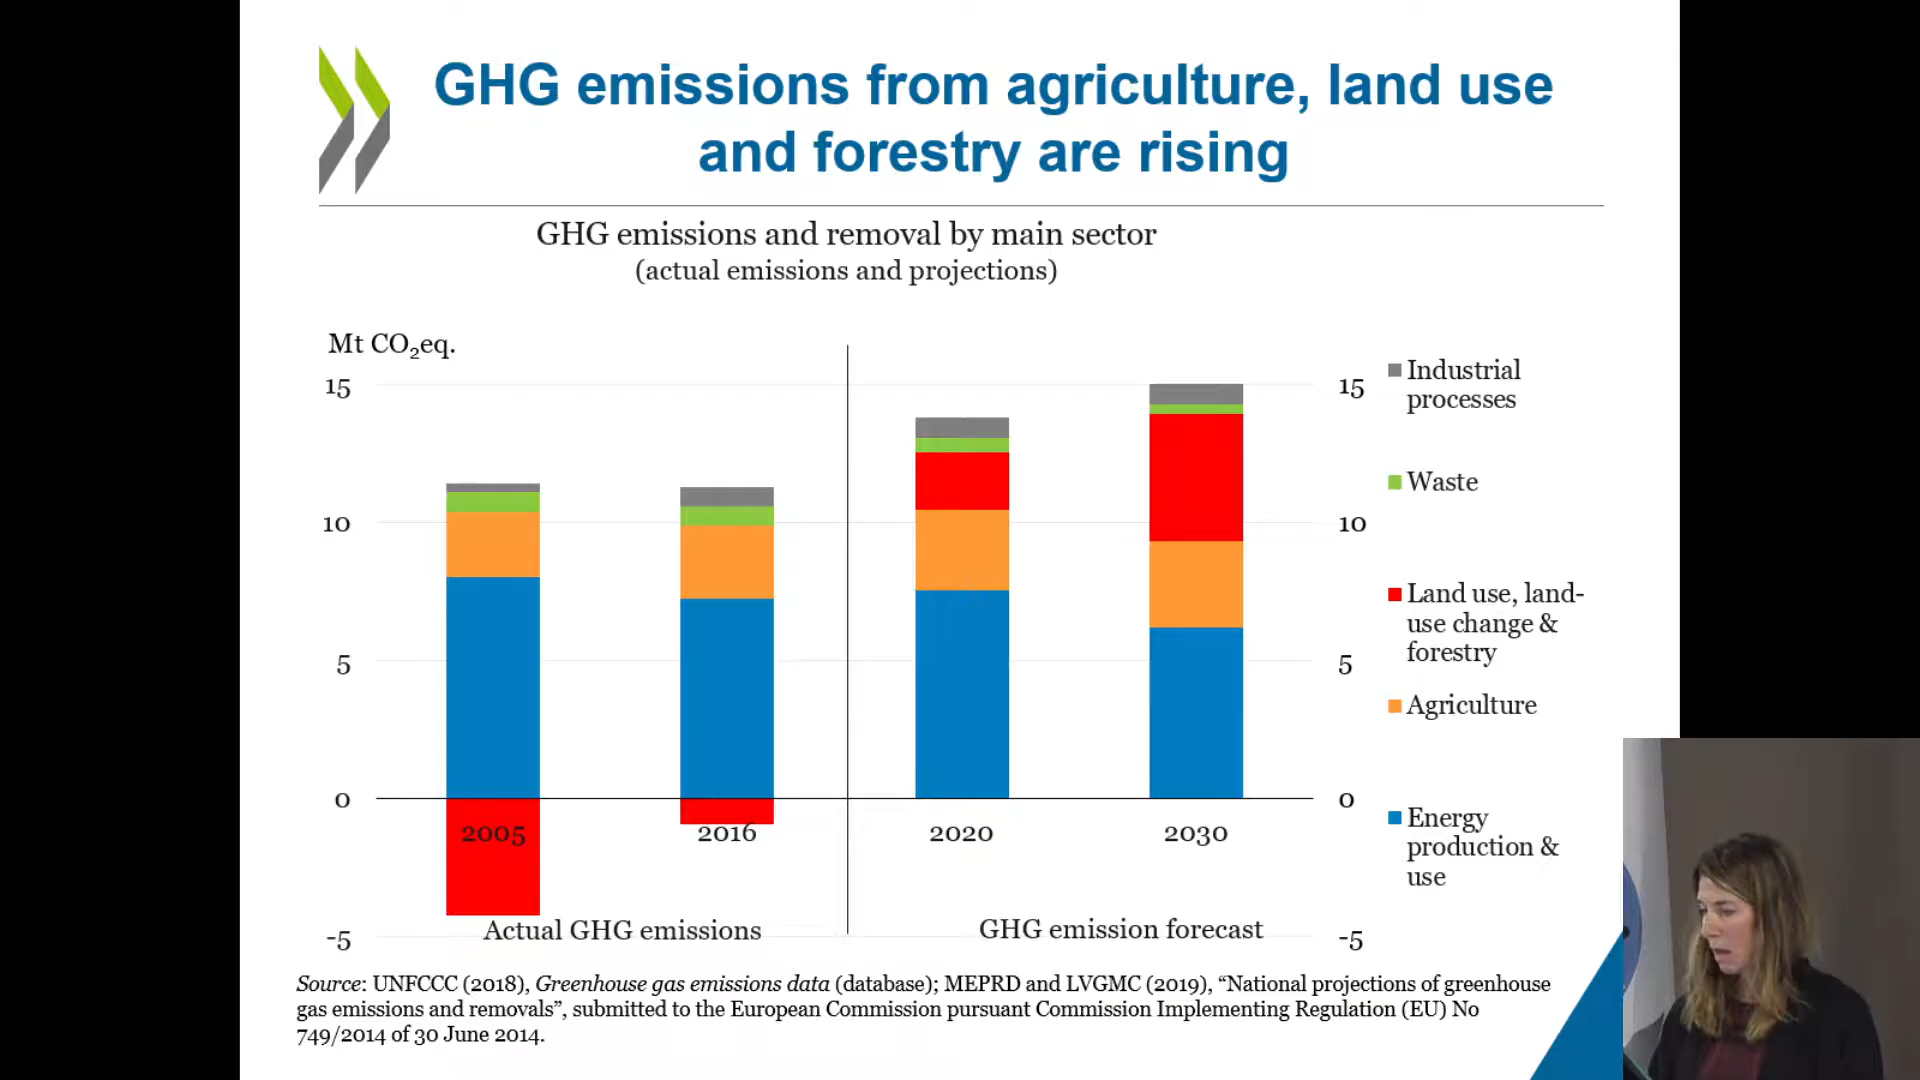 GHG emissions from agriculture, land use
and forestry are rising
GHG emissions and removal by main sector
(actual emissions and projections)
Mt CO₂eq.
15
10
5
0
-5
2005
2016
2020
2030
Actual GHG emissions
GHG emission forecast
15
10
5
0
-5
Industrial
processes
Waste
Land use, land-
use change &
forestry
Agriculture
Energy
production &
use
Source: UNFCCC (2018), Greenhouse gas emissions data (database); MEPRD and LVGMC (2019), “National projections of greenhouse
gas emissions and removals”, submitted to the European Commission pursuant Commission Implementing Regulation (EU) No
749/2014 of 30 June 2014.